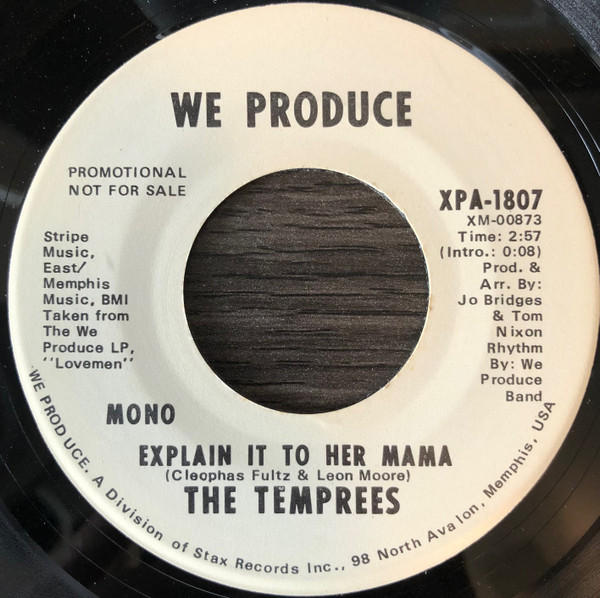 WE PRODUCE
PROMOTIONAL
NOT FOR SALE
Stripe
Music,
East/
Memphis
Music, BMI
Taken from
The We
Produce LP,
"Lovemen"
XPA-1807
XM-00873
Time: 2:57
(Intro.: 0:08)
Prod. &
Arr. By:
Jo Bridges
& Tom
Nixon
Rhythm
By: We
Produce
Band
MONO
EXPLAIN IT TO HER MAMA
(Cleophas Fultz & Leon Moore)
THE TEMPREES
WE PRODUCE. A Division of Stax Records Inc., 98 North Avalon, Memphis, USA